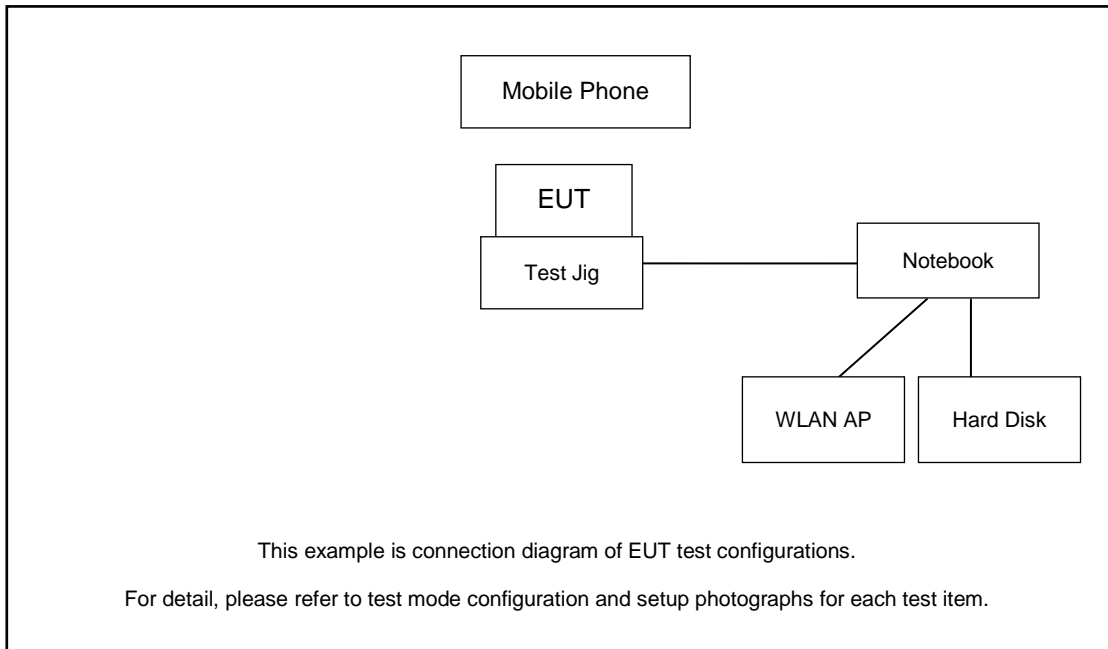 Mobile Phone
EUT
Test Jig
Notebook
WLAN AP
Hard Disk
This example is connection diagram of EUT test configurations.
For detail, please refer to test mode configuration and setup photographs for each test item.